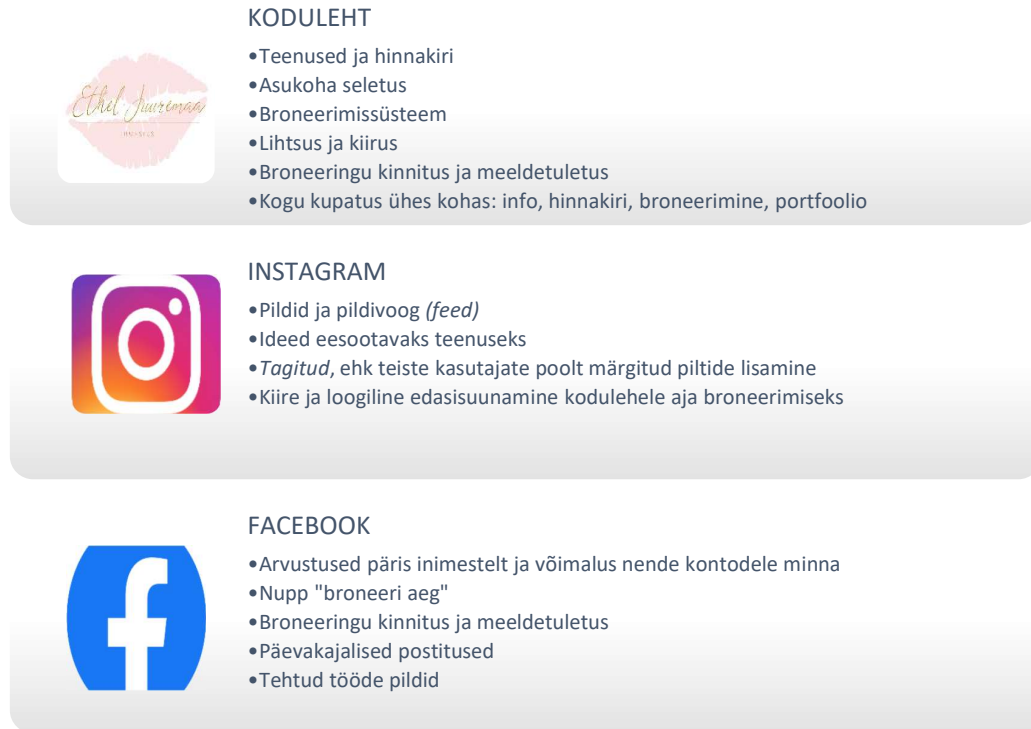 KODULEHT
•Teenused ja hinnakiri
•Asukoha seletus
•Broneerimissüsteem
•Lihtsus ja kiirus
•Broneeringu kinnitus ja meeldetuletus
•Kogu kupatus ühes kohas: info, hinnakiri, broneerimine, portfoolio
Ethel Juuremaa
INSTAGRAM
•Pildid ja pildivoog (feed)
•Ideed eesootavaks teenuseks
•Tagitud, ehk teiste kasutajate poolt märgitud piltide lisamine
•Kiire ja loogiline edasisuunamine kodulehele aja broneerimiseks
FACEBOOK
•Arvustused päris inimestelt ja võimalus nende kontodele minna
•Nupp "broneeri aeg"
•Broneeringu kinnitus ja meeldetuletus
•Päevakajalised postitused
•Tehtud tööde pildid